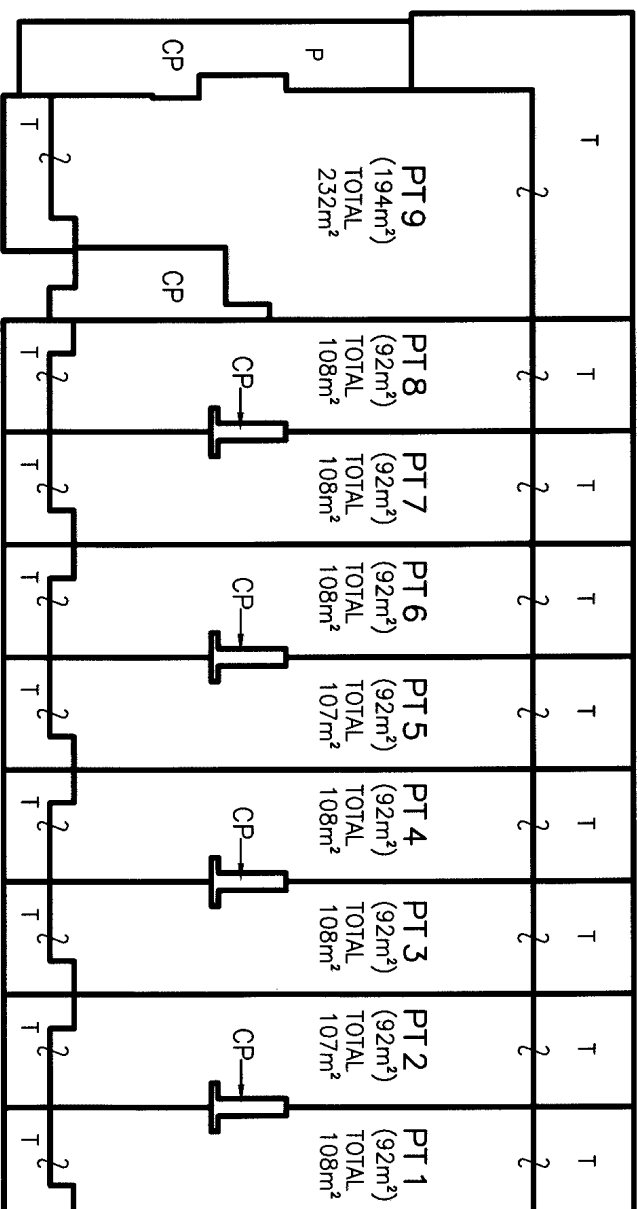 T
T
T
T
T
T
T
T
T
PT 9
(194m²)
TOTAL
232m²
PT 8
(92m²)
TOTAL
108m²
PT 7
(92m²)
TOTAL
108m²
PT 6
(92m²)
TOTAL
108m²
PT 5
(92m²)
TOTAL
107m²
PT 4
(92m²)
TOTAL
108m²
PT 3
(92m²)
TOTAL
108m²
PT 2
(92m²)
TOTAL
107m²
PT 1
(92m²)
TOTAL
108m²
P
CP
CP
CP
CP
CP
CP
T
T
T
T
T
T
T
T
T